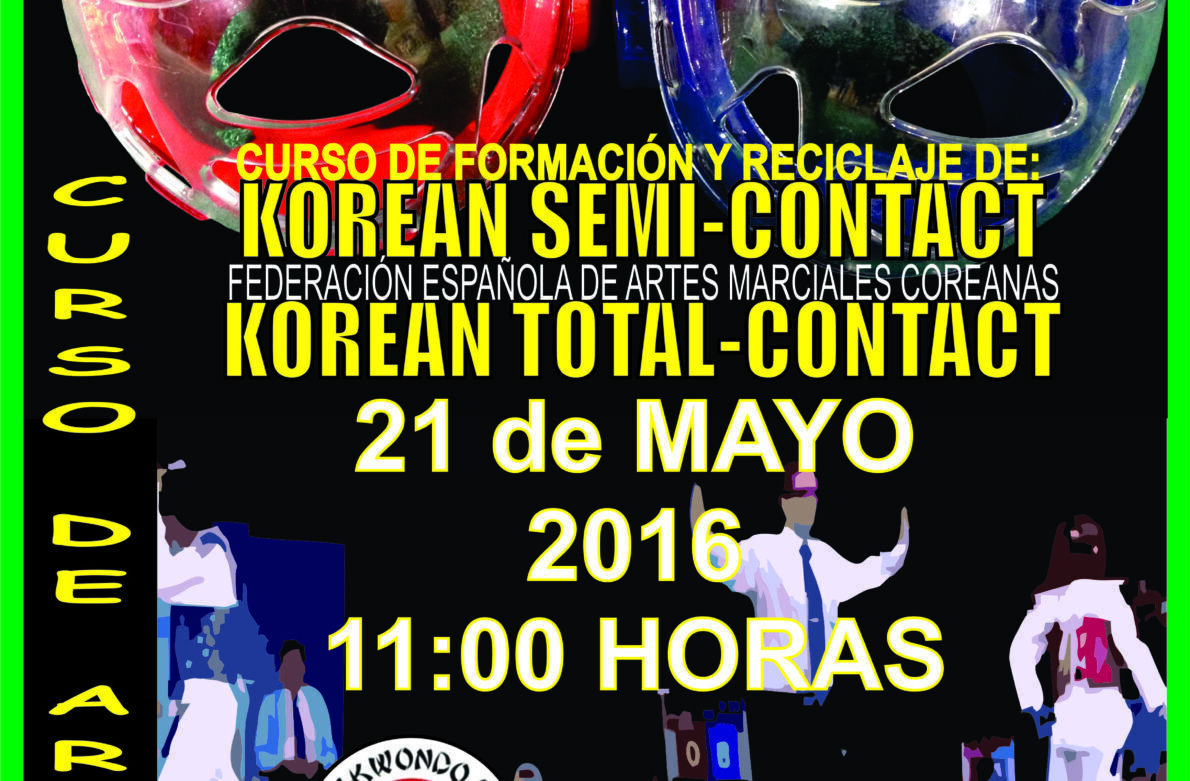 CURSO DE FORMACIÓN Y RECICLAJE DE:
KOREAN SEMI-CONTACT
FEDERACIÓN ESPAÑOLA DE ARTES MARCIALES COREANAS
KOREAN TOTAL-CONTACT
21 de MAYO
2016
11:00 HORAS
CURSO DE AR